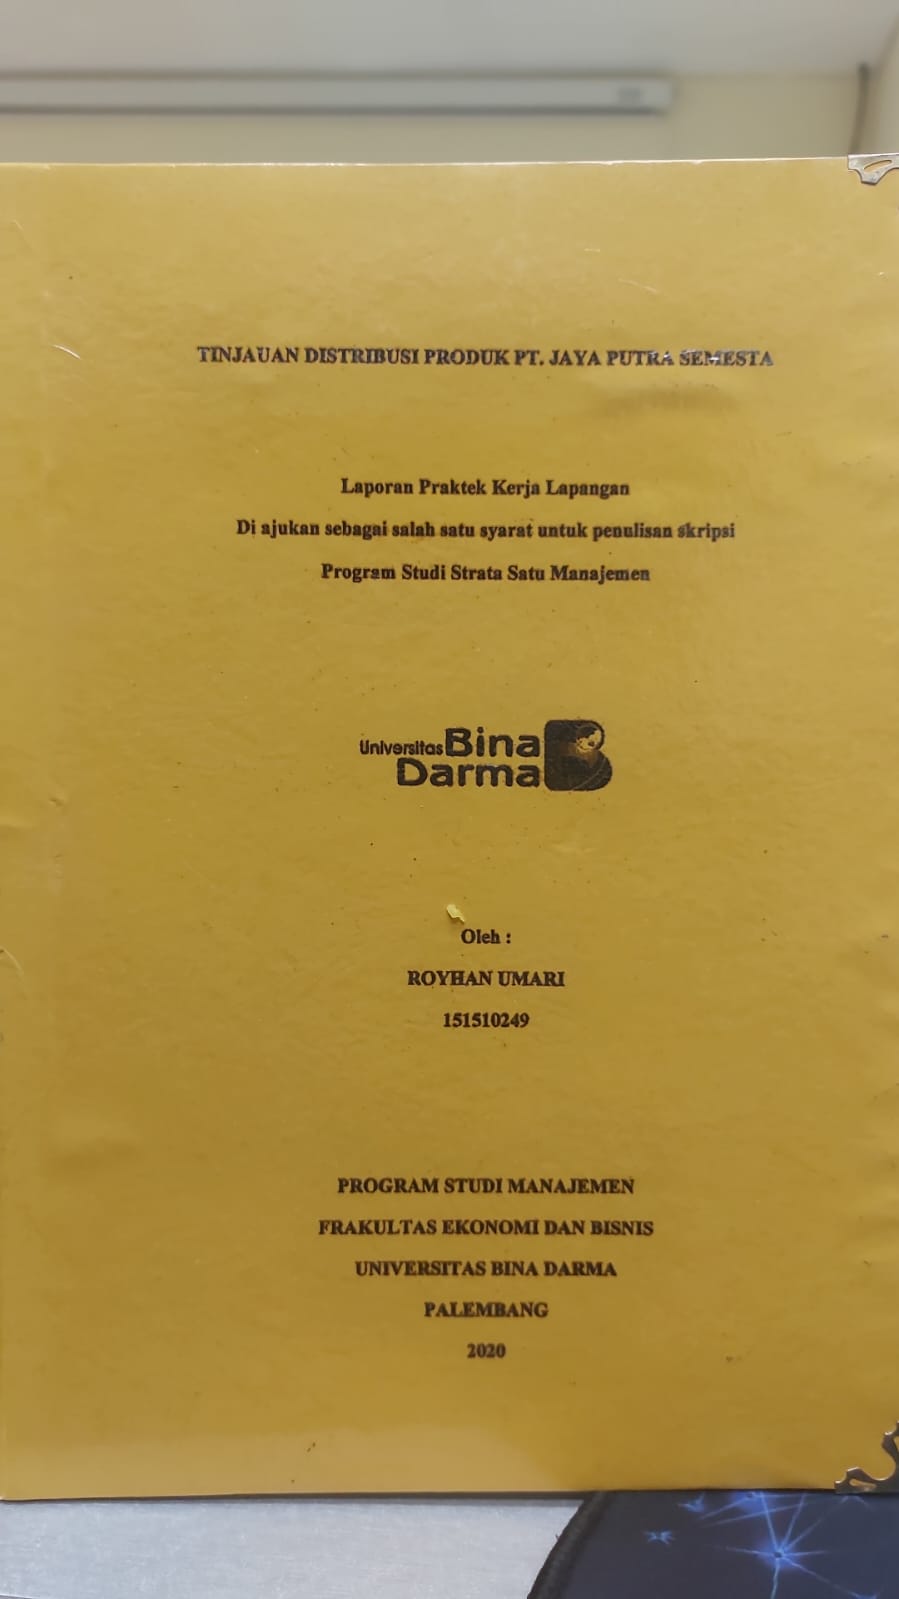 TINJAUAN DISTRIBUSI PRODUK PT. JAYA PUTRA SEMESTA
Laporan Praktek Kerja Lapangan
Di ajukan sebagai salah satu syarat untuk penulisan skripsi
Program Studi Strata Satu Manajemen
Universitas Bina
Darma
Oleh :
ROYHAN UMARI
151510249
PROGRAM STUDI MANAJEMEN
FRAKULTAS EKONOMI DAN BISNIS
UNIVERSITAS BINA DARMA
PALEMBANG
2020